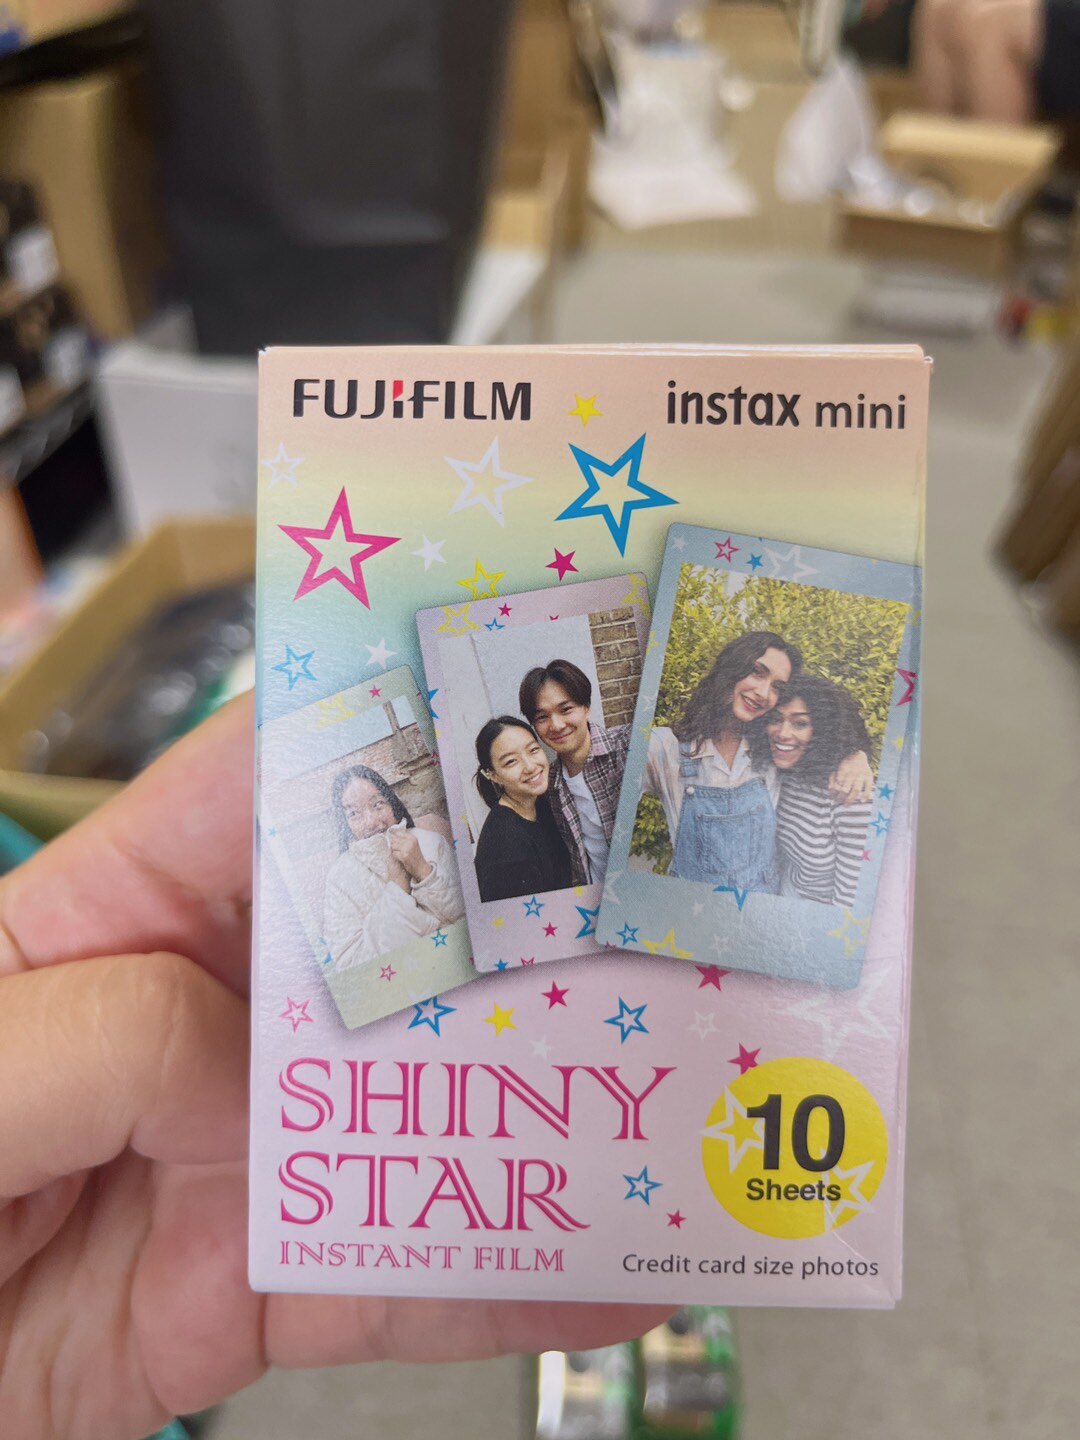 FUJIFILM
instax mini
SHINY
STAR
INSTANT FILM
10
Sheets
Credit card size photos